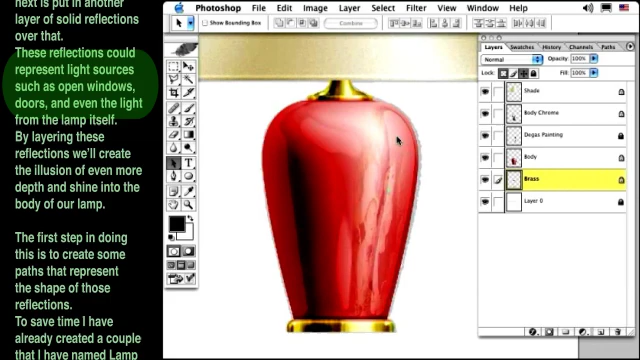 next is put in another
layer of solid reflections
over that.
These reflections could
represent light sources
such as open windows,
doors, and even the light
from the lamp itself.
By layering these
reflections we'll create
the illusion of even more
depth and shine into the
body of our lamp.
The first step in doing
this is to create some
paths that represent
the shape of those
reflections.
To save time I have
already created a couple
that I have named Lamp
Photoshop File Edit Image Layer Select Filter View Window Help
Show Bounding Box
Combine
Layers Swatches History Channels Paths
Normal Opacity: 100%
Lock: Fill: 100%
Shade
Body Chrome
Degas Painting
Body
Brass
Layer 0